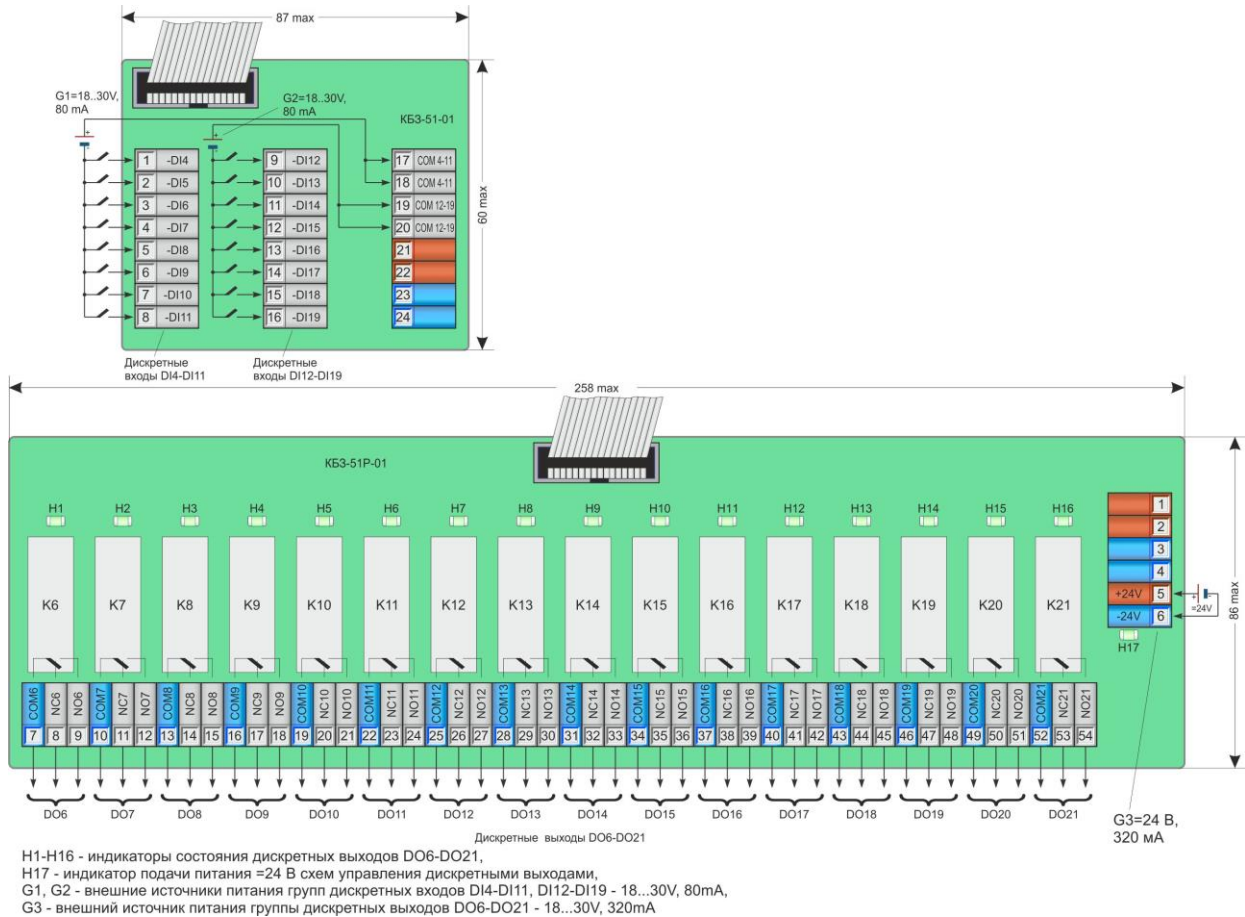 87 max
G1=18..30V,
80 mA
G2=18..30V,
80 mA
КБЗ-51-01
1 -DI4
2 -DI5
3 -DI6
4 -DI7
5 -DI8
6 -DI9
7 -DI10
8 -DI11
9 -DI12
10 -DI13
11 -DI14
12 -DI15
13 -DI16
14 -DI17
15 -DI18
16 -DI19
17 COM 4-11
18 COM 4-11
19 COM 12-19
20 COM 12-19
21
22
23
24
60 max
Дискретные
входы DI4-DI11
Дискретные
входы DI12-DI19
258 max
КБЗ-51Р-01
H1 H2 H3 H4 H5 H6 H7 H8 H9 H10 H11 H12 H13 H14 H15 H16
K6 K7 K8 K9 K10 K11 K12 K13 K14 K15 K16 K17 K18 K19 K20 K21
1
2
3
4
+24V 5
-24V 6
+
=24V
H17
86 max
COM6 NC6 NO6 COM7 NC7 NO7 COM8 NC8 NO8 COM9 NC9 NO9 COM10 NC10 NO10 COM11 NC11 NO11 COM12 NC12 NO12 COM13 NC13 NO13 COM14 NC14 NO14 COM15 NC15 NO15 COM16 NC16 NO16 COM17 NC17 NO17 COM18 NC18 NO18 COM19 NC19 NO19 COM20 NC20 NO20 COM21 NC21 NO21
7 8 9 10 11 12 13 14 15 16 17 18 19 20 21 22 23 24 25 26 27 28 29 30 31 32 33 34 35 36 37 38 39 40 41 42 43 44 45 46 47 48 49 50 51 52 53 54
DO6 DO7 DO8 DO9 DO10 DO11 DO12 DO13 DO14 DO15 DO16 DO17 DO18 DO19 DO20 DO21
Дискретные выходы DO6-DO21
G3=24 В,
320 мА
H1-H16 - индикаторы состояния дискретных выходов DO6-DO21,
H17 - индикатор подачи питания =24 В схем управления дискретными выходами,
G1, G2 - внешние источники питания групп дискретных входов DI4-DI11, DI12-DI19 - 18...30V, 80mA,
G3 - внешний источник питания группы дискретных выходов DO6-DO21 - 18...30V, 320mA